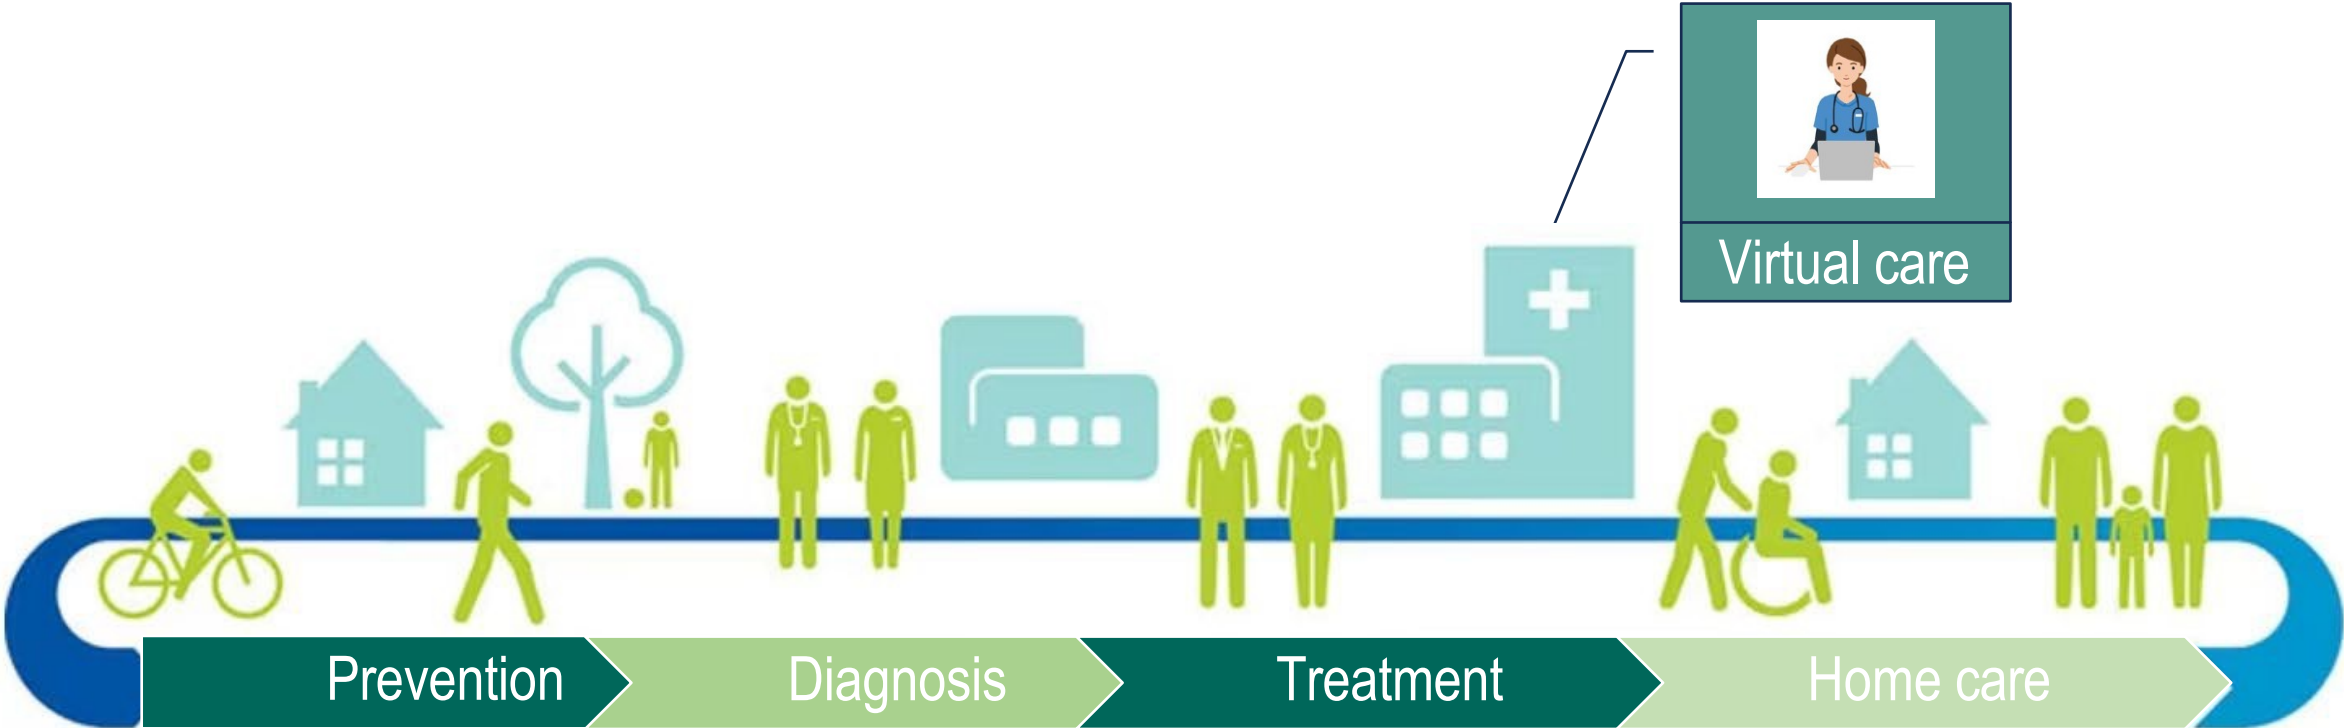 Virtual care
Prevention
Diagnosis
Treatment
Home care